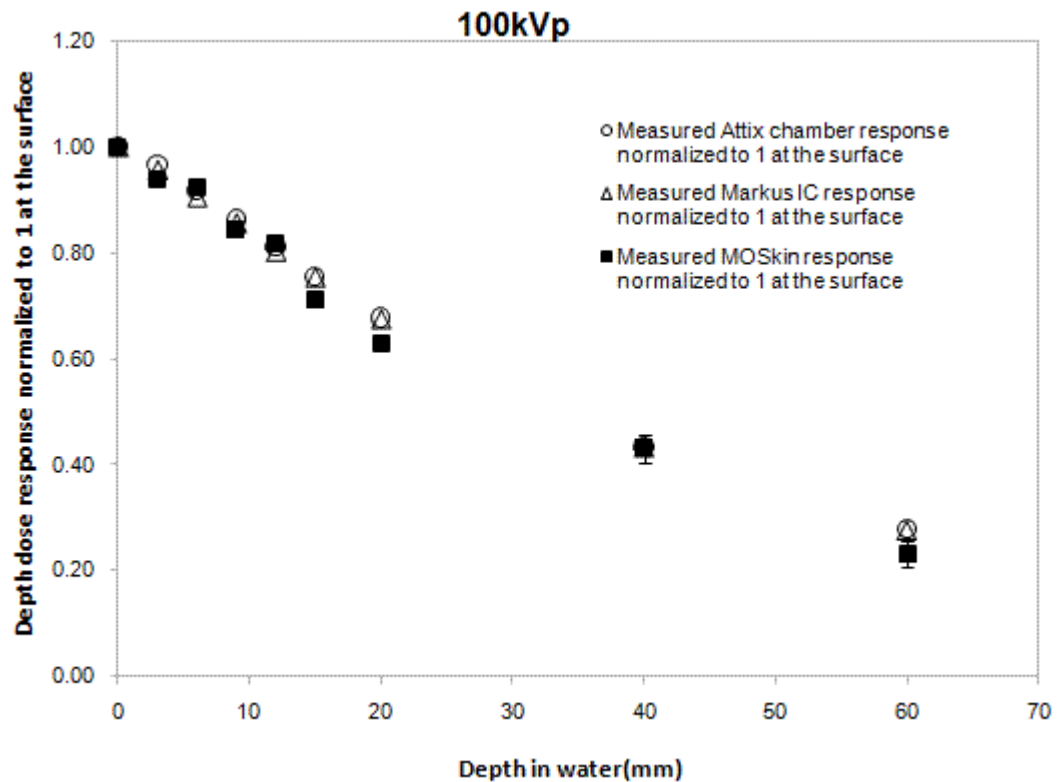 100kVp
Depth dose response normalized to 1 at the surface
1.20
1.00
0.80
0.60
0.40
0.20
0.00
Measured Attix chamber response
normalized to 1 at the surface
Measured Markus IC response
normalized to 1 at the surface
Measured MOSkin response
normalized to 1 at the surface
0 10 20 30 40 50 60 70
Depth in water(mm)